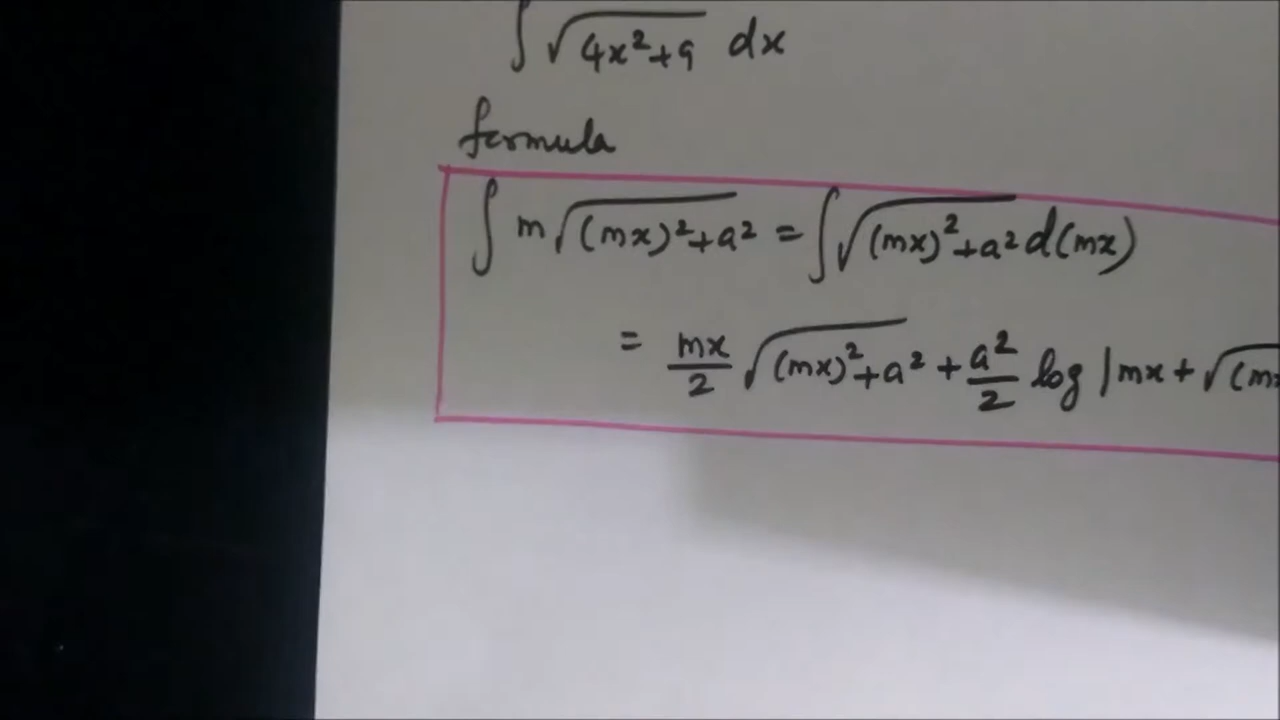 ∫ √(4x²+9) dx
formula
∫ m√((mx)²+a²) = ∫ √((mx)²+a²) d(mx)
= mx/2 √((mx)²+a²) + a²/2 log |mx + √(m